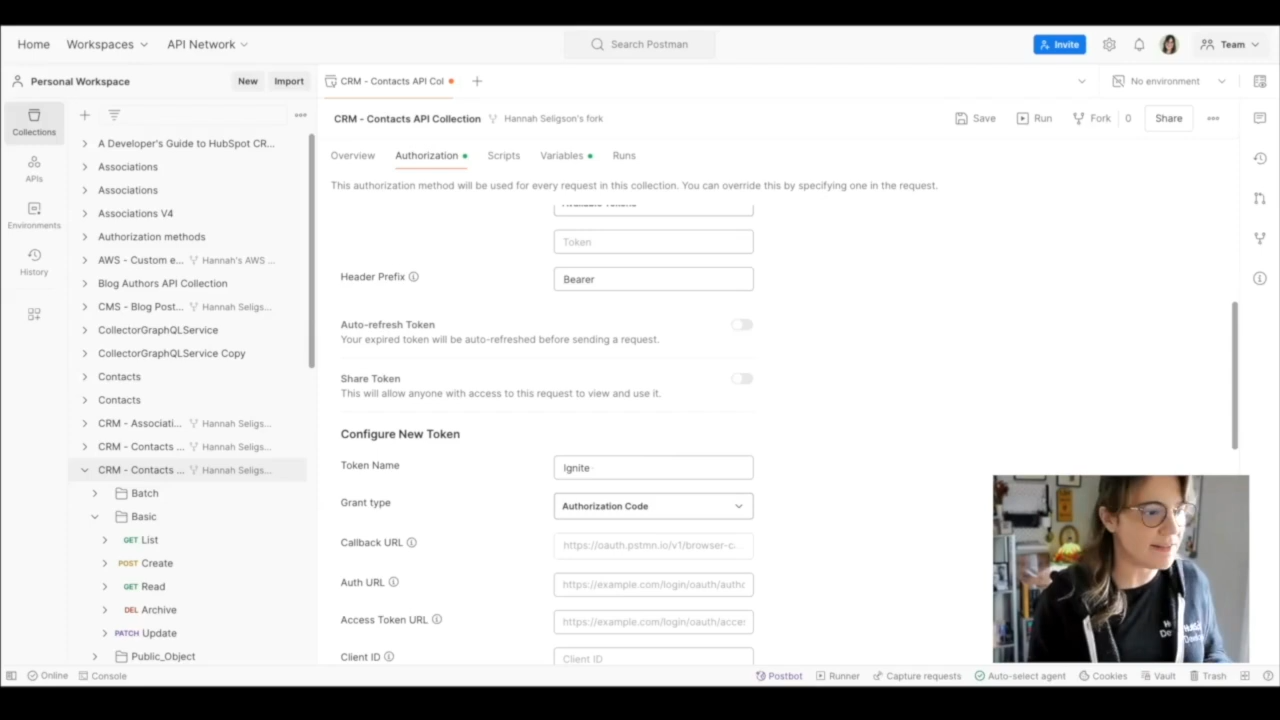 Home Workspaces API Network Search Postman Invite Team
Personal Workspace New Import CRM - Contacts API Col No environment
Collections
APIs
Environments
History
A Developer's Guide to HubSpot CR...
Associations
Associations
Associations V4
Authorization methods
AWS - Custom e... Hannah's AWS ...
Blog Authors API Collection
CMS - Blog Post... Hannah Seligs...
CollectorGraphQLService
CollectorGraphQLService Copy
Contacts
Contacts
CRM - Associati... Hannah Seligs...
CRM - Contacts ... Hannah Seligs...
CRM - Contacts ... Hannah Seligs...
Batch
Basic
GET List
POST Create
GET Read
DEL Archive
PATCH Update
Public_Object
CRM - Contacts API Collection Hannah Seligson's fork Save Run Fork 0 Share
Overview Authorization Scripts Variables Runs
This authorization method will be used for every request in this collection. You can override this by specifying one in the request.
Token
Header Prefix Bearer
Auto-refresh Token
Your expired token will be auto-refreshed before sending a request.
Share Token
This will allow anyone with access to this request to view and use it.
Configure New Token
Token Name Ignite
Grant type Authorization Code
Callback URL https://oauth.pstmn.io/v1/browser-c...
Auth URL https://example.com/login/oauth/autho
Access Token URL https://example.com/login/oauth/acces
Client ID Client ID
Online Console Postbot Runner Capture requests Auto-select agent Cookies Vault Trash